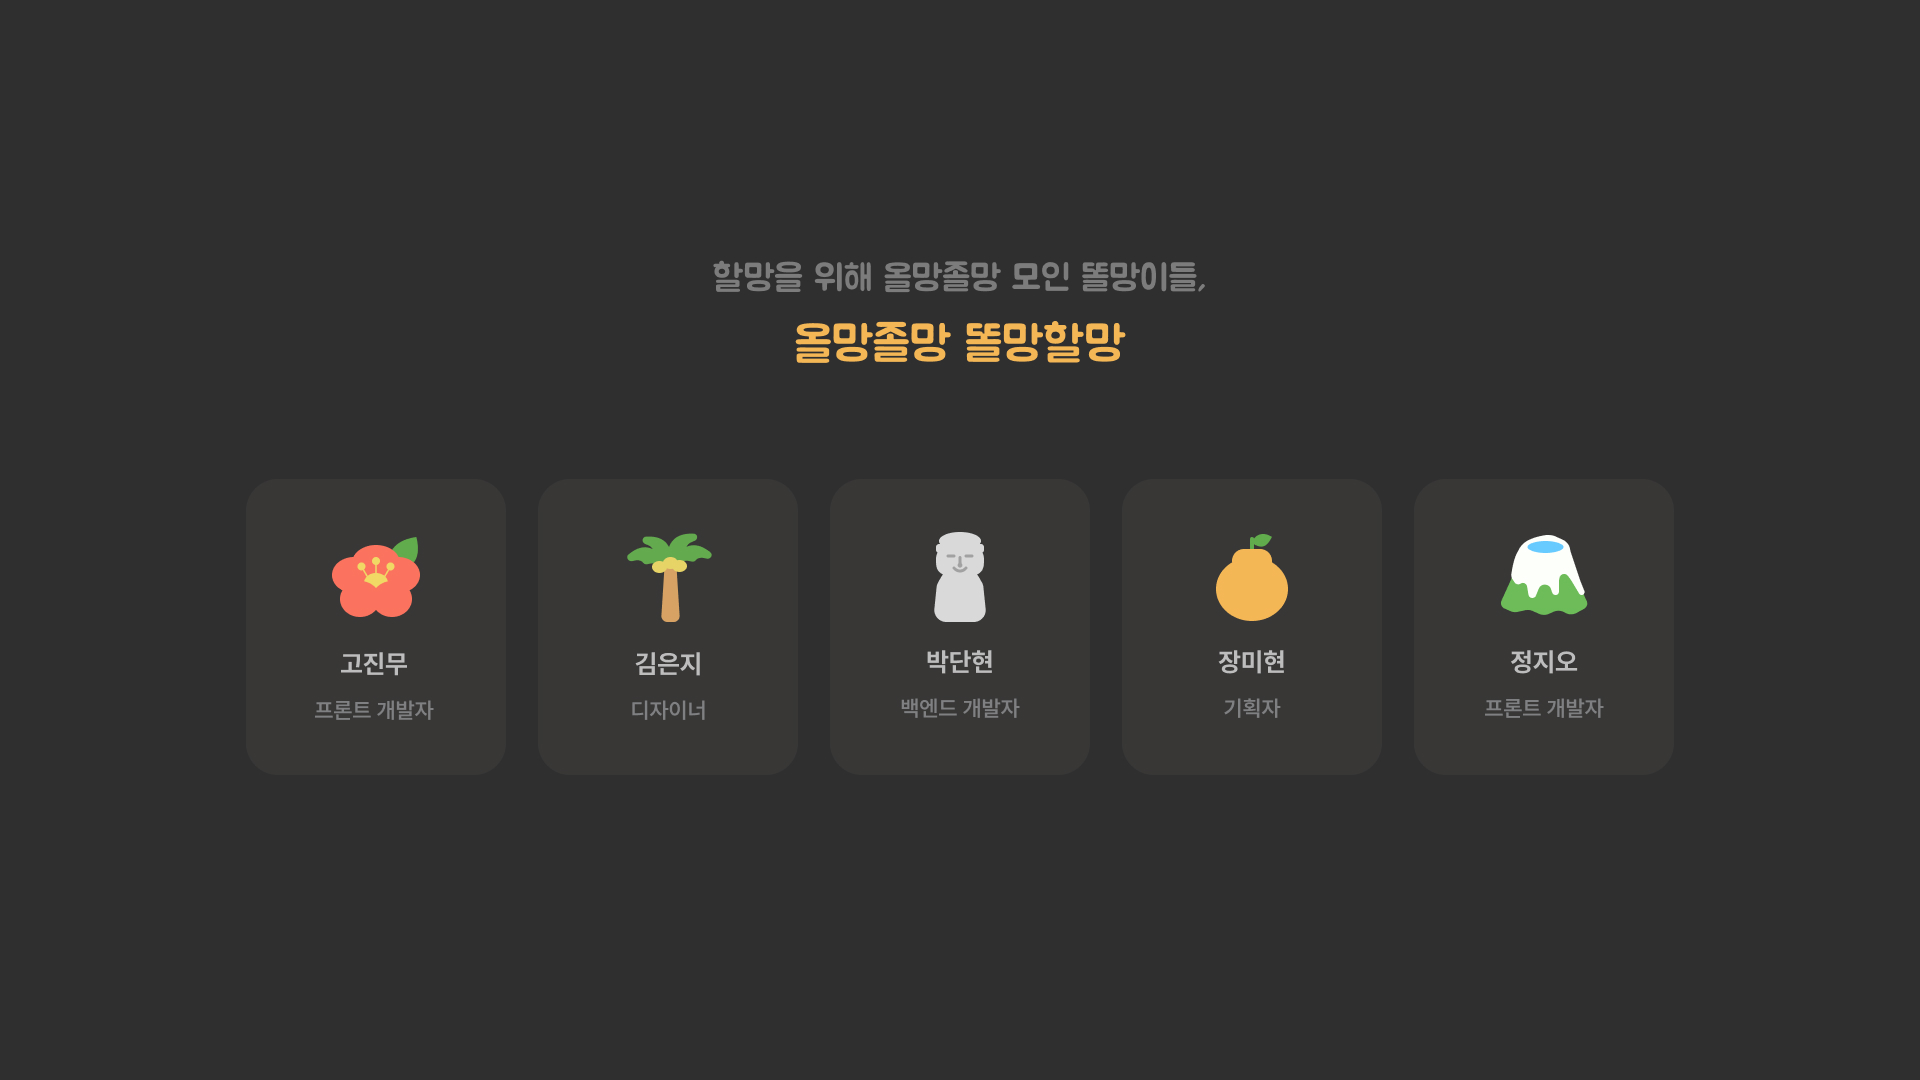 할망을 위해 올망졸망 모인 똘망이들,
올망졸망 똘망할망
고진무
프론트 개발자
김은지
디자이너
박단현
백엔드 개발자
장미현
기획자
정지오
프론트 개발자